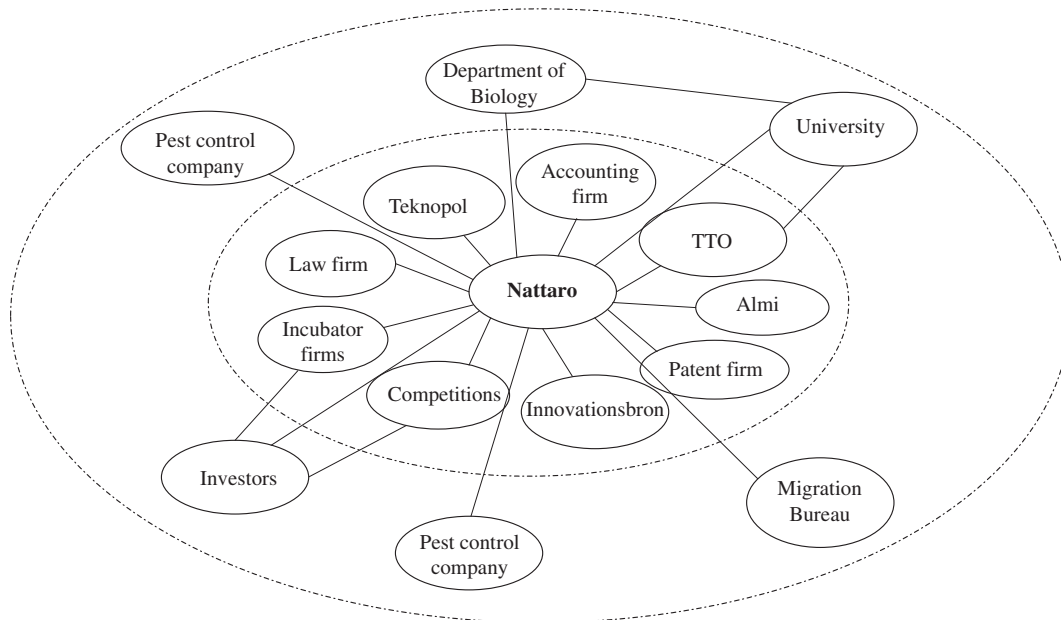 Department of
Biology
University
Pest control
company
Accounting
firm
Teknopol
TTO
Law firm
Nattaro
Almi
Incubator
firms
Patent firm
Competitions
Innovationsbron
Investors
Migration
Bureau
Pest control
company